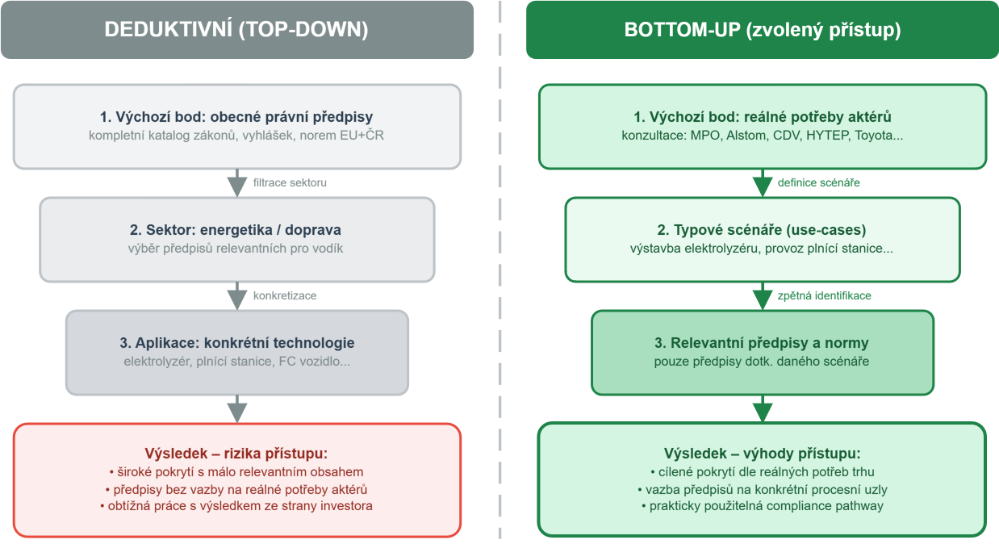 DEDUKTIVNÍ (TOP-DOWN)
1. Výchozí bod: obecné právní předpisy
kompletní katalog zákonů, vyhlášek, norem EU+ČR
filtrace sektoru
2. Sektor: energetika / doprava
výběr předpisů relevantních pro vodík
konkretizace
3. Aplikace: konkrétní technologie
elektrolyzér, plnící stanice, FC vozidlo...
Výsledek – rizika přístupu:
• široké pokrytí s málo relevantním obsahem
• předpisy bez vazby na reálné potřeby aktérů
• obtížná práce s výsledkem ze strany investora
BOTTOM-UP (zvolený přístup)
1. Výchozí bod: reálné potřeby aktérů
konzultace: MPO, Alstom, CDV, HYTEP, Toyota...
definice scénáře
2. Typové scénáře (use-cases)
výstavba elektrolyzéru, provoz plnící stanice...
zpětná identifikace
3. Relevantní předpisy a normy
pouze předpisy dotk. daného scénáře
Výsledek – výhody přístupu:
• cílené pokrytí dle reálných potřeb trhu
• vazba předpisů na konkrétní procesní uzly
• prakticky použitelná compliance pathway